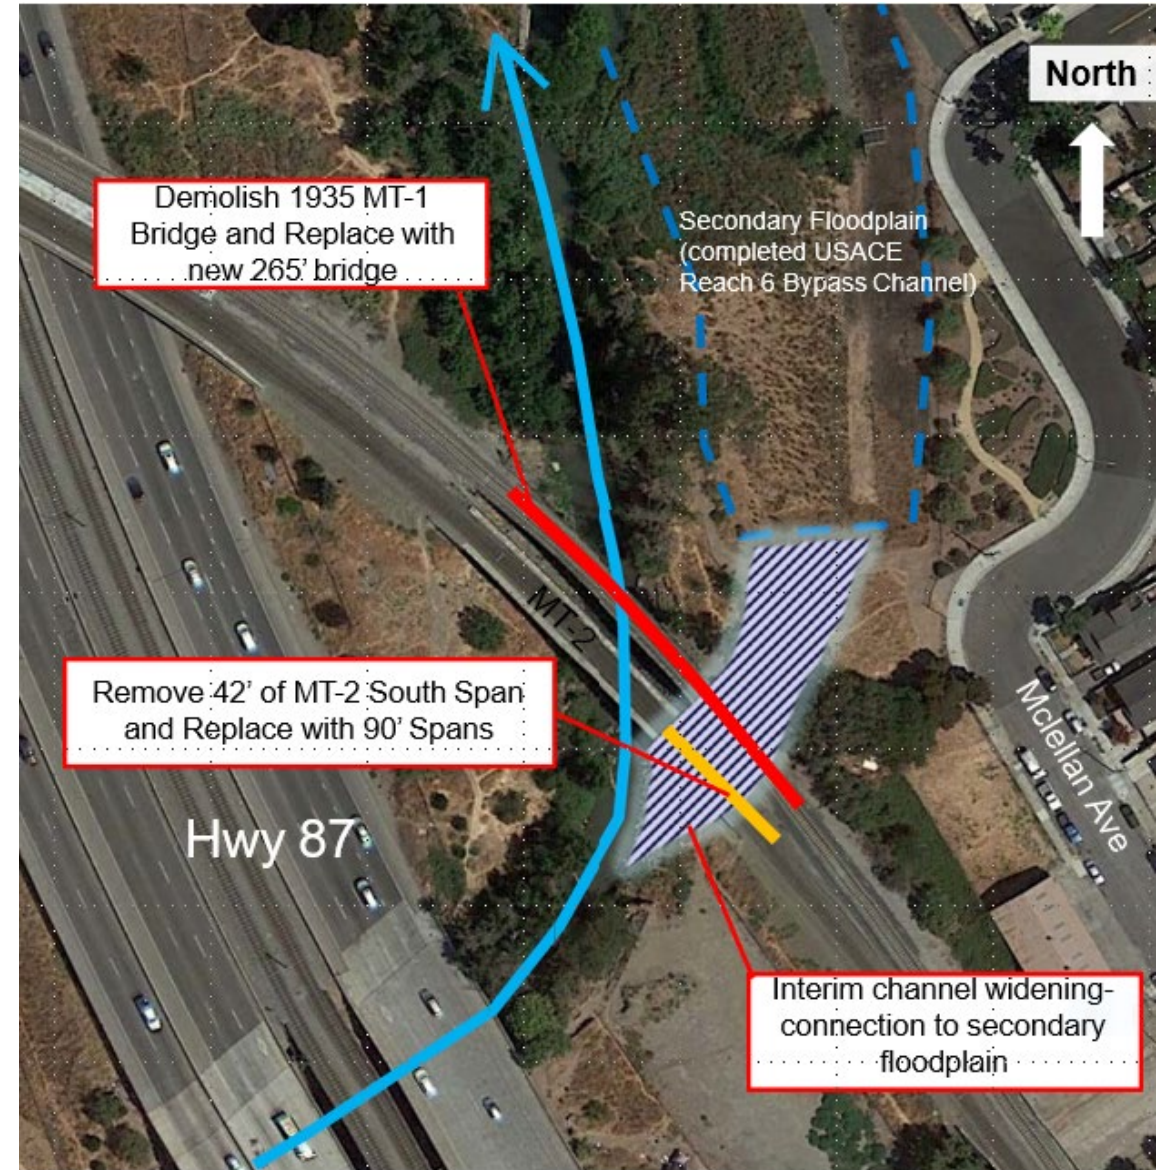 North
Demolish 1935 MT-1
Bridge and Replace with
new 265' bridge
Secondary Floodplain
(completed USACE
Reach 6 Bypass Channel)
MT-2
Remove 42' of MT-2 South Span
and Replace with 90' Spans
Mclellan Ave
Hwy 87
Interim channel widening-
connection to secondary
floodplain